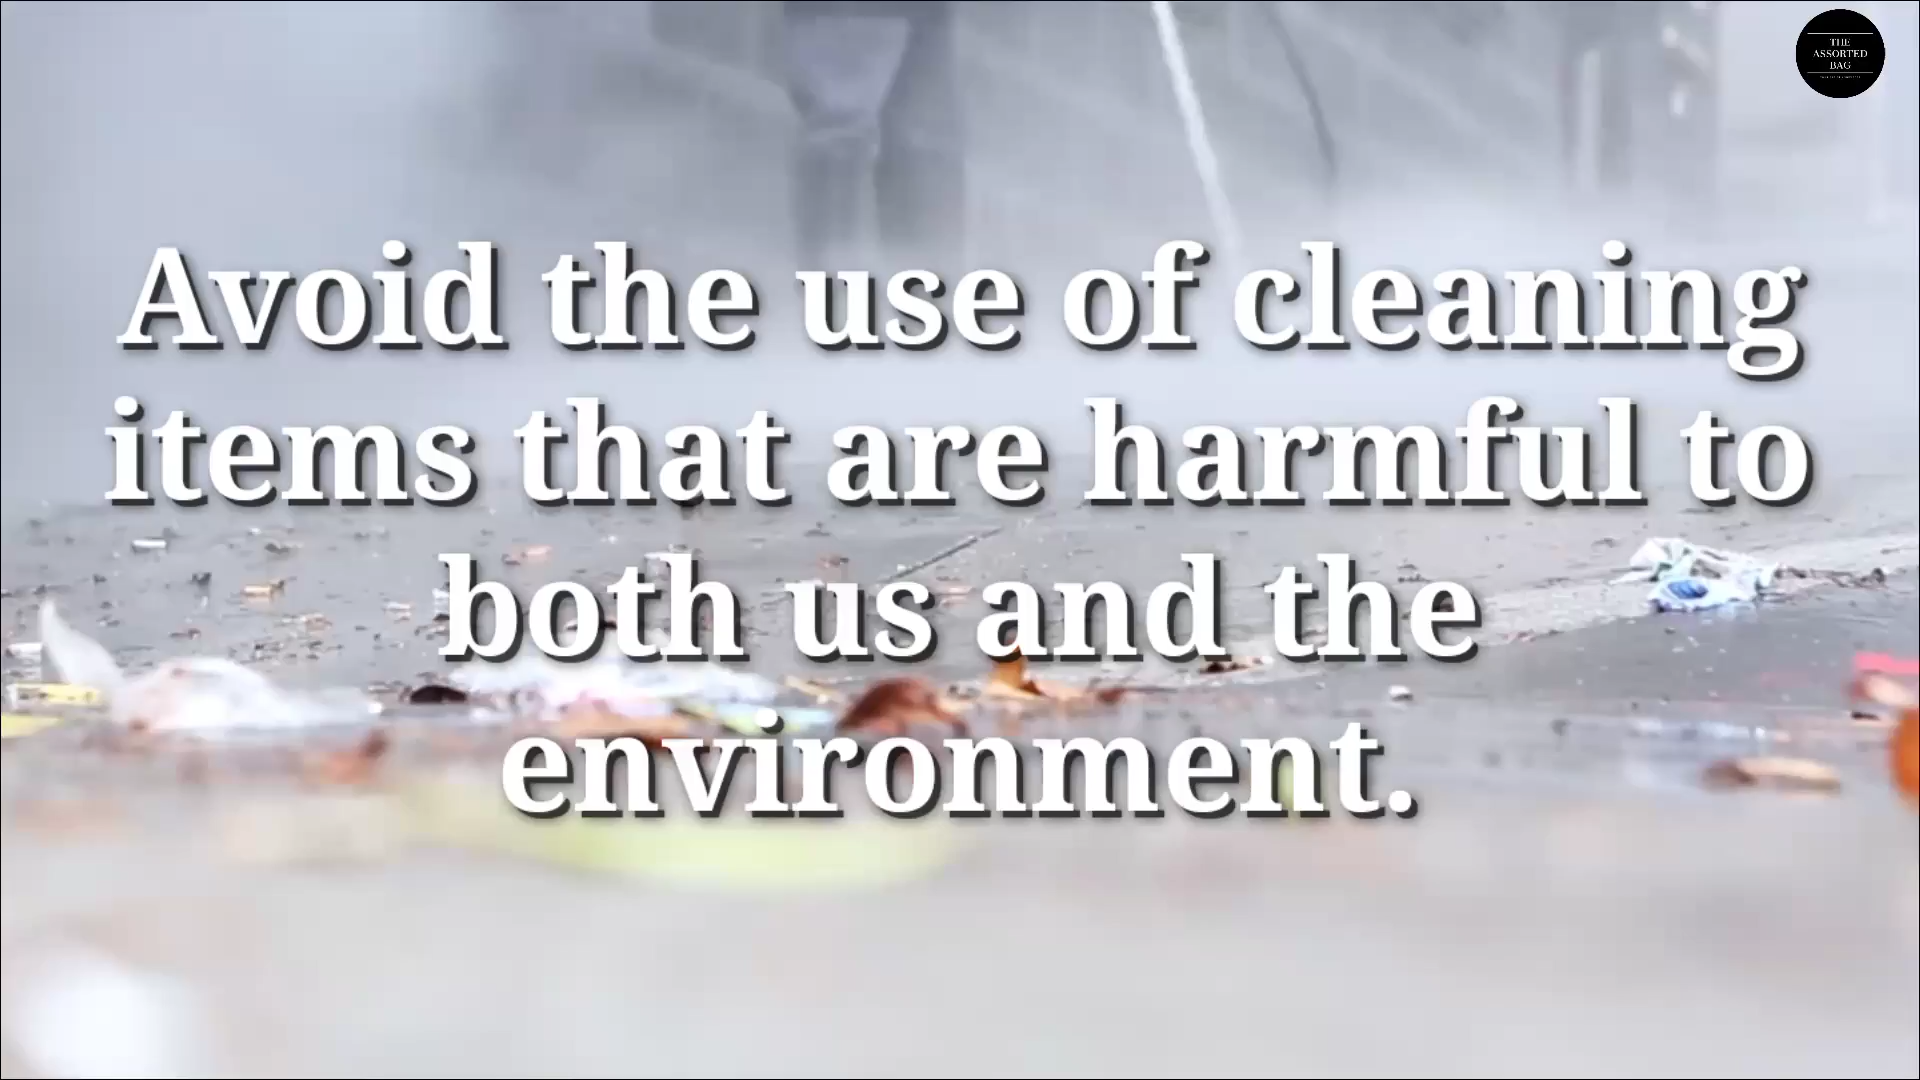 THE
ASSORTED
BAG
Avoid the use of cleaning
items that are harmful to
both us and the
environment.